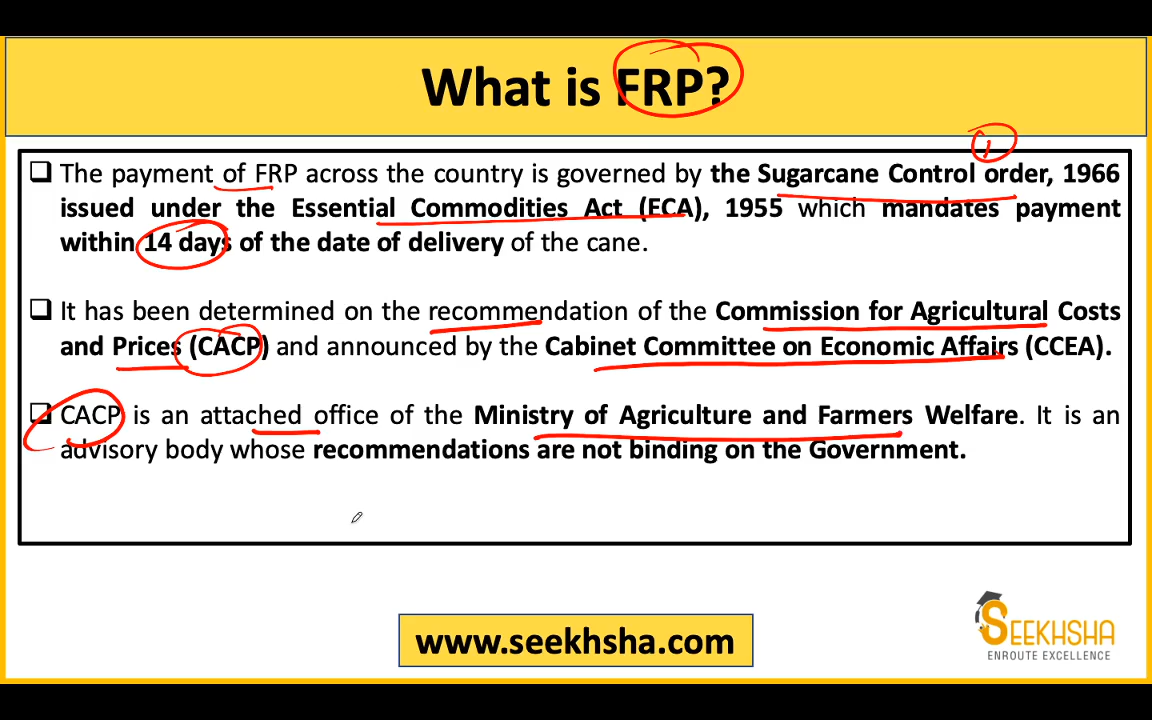 What is FRP?
❑ The payment of FRP across the country is governed by the Sugarcane Control order, 1966
issued under the Essential Commodities Act (ECA), 1955 which mandates payment
within 14 days of the date of delivery of the cane.
❑ It has been determined on the recommendation of the Commission for Agricultural Costs
and Prices (CACP) and announced by the Cabinet Committee on Economic Affairs (CCEA).
❑ CACP is an attached office of the Ministry of Agriculture and Farmers Welfare. It is an
advisory body whose recommendations are not binding on the Government.
www.seekhsha.com
SEEKHSHA
ENROUTE EXCELLENCE